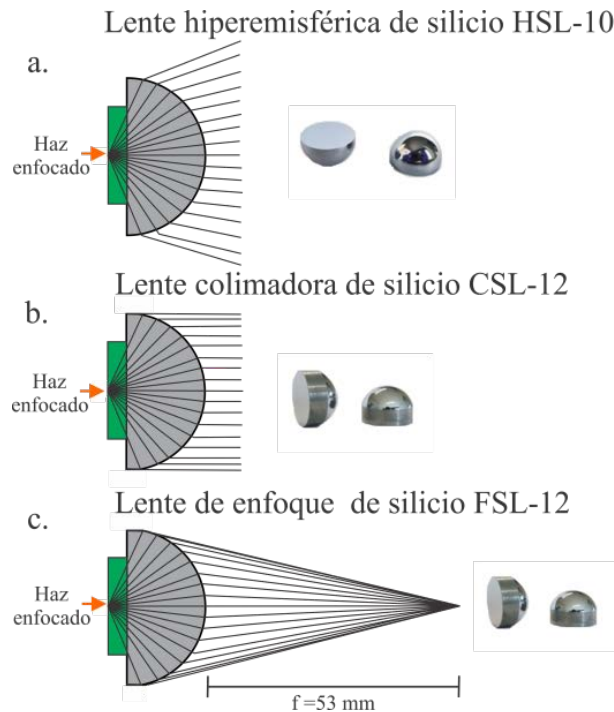 Lente hiperemisférica de silicio HSL-10
a.
Haz
enfocado
Lente colimadora de silicio CSL-12
b.
Haz
enfocado
Lente de enfoque de silicio FSL-12
c.
Haz
enfocado
f =53 mm